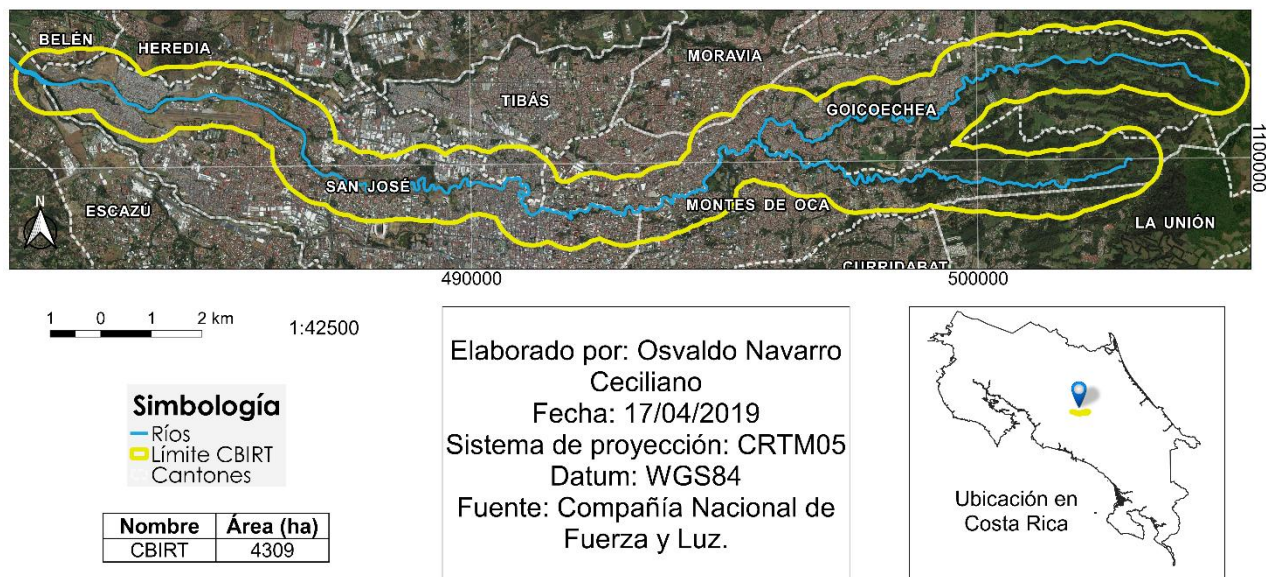 BELÉN
HEREDIA
MORAVIA
TIBÁS
GOICOECHEA
SAN JOSÉ
MONTES DE OCA
ESCAZÚ
LA UNIÓN
CURRIDABAT
N
1100000
490000
500000
1 0 1 2 km
1:42500
Simbología
Ríos
Límite CBIRT
Cantones
Nombre Área (ha)
CBIRT 4309
Elaborado por: Osvaldo Navarro
Ceciliano
Fecha: 17/04/2019
Sistema de proyección: CRTM05
Datum: WGS84
Fuente: Compañía Nacional de
Fuerza y Luz.
Ubicación en
Costa Rica